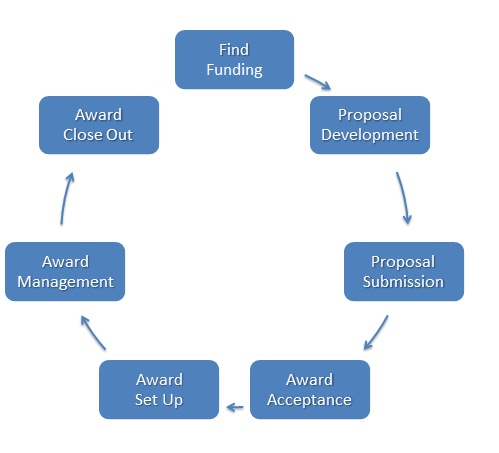 Find
Funding
Proposal
Development
Proposal
Submission
Award
Acceptance
Award
Set Up
Award
Management
Award
Close Out